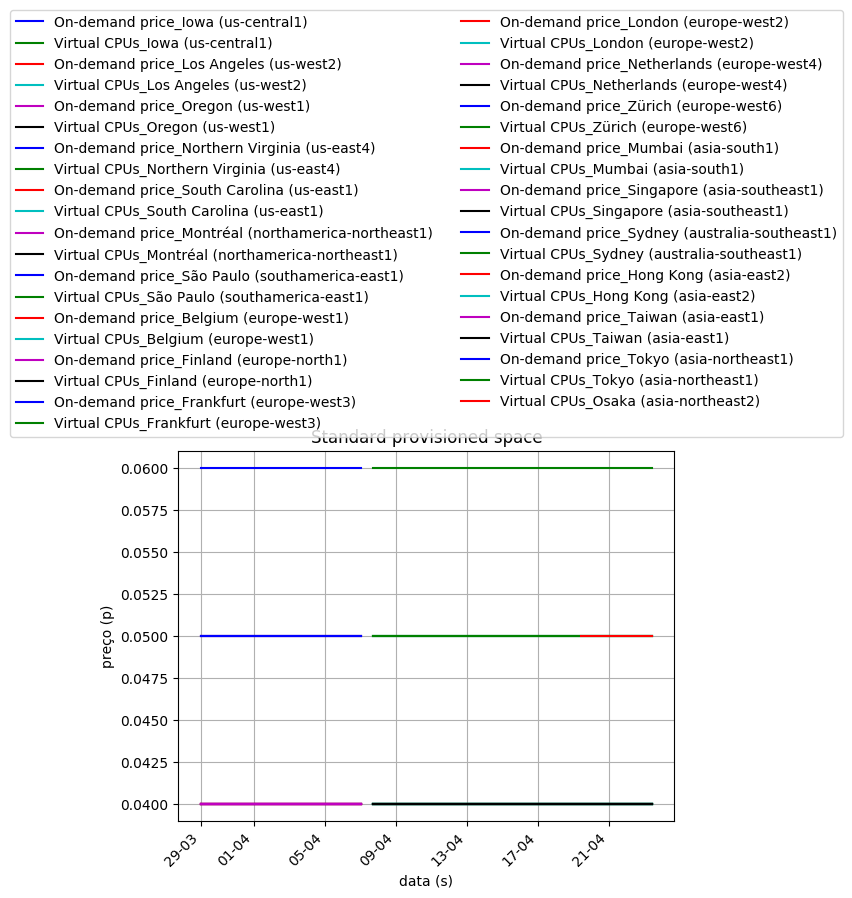 On-demand price_Iowa (us-central1)
Virtual CPUs_Iowa (us-central1)
On-demand price_Los Angeles (us-west2)
Virtual CPUs_Los Angeles (us-west2)
On-demand price_Oregon (us-west1)
Virtual CPUs_Oregon (us-west1)
On-demand price_Northern Virginia (us-east4)
Virtual CPUs_Northern Virginia (us-east4)
On-demand price_South Carolina (us-east1)
Virtual CPUs_South Carolina (us-east1)
On-demand price_Montréal (northamerica-northeast1)
Virtual CPUs_Montréal (northamerica-northeast1)
On-demand price_São Paulo (southamerica-east1)
Virtual CPUs_São Paulo (southamerica-east1)
On-demand price_Belgium (europe-west1)
Virtual CPUs_Belgium (europe-west1)
On-demand price_Finland (europe-north1)
Virtual CPUs_Finland (europe-north1)
On-demand price_Frankfurt (europe-west3)
Virtual CPUs_Frankfurt (europe-west3)
On-demand price_London (europe-west2)
Virtual CPUs_London (europe-west2)
On-demand price_Netherlands (europe-west4)
Virtual CPUs_Netherlands (europe-west4)
On-demand price_Zürich (europe-west6)
Virtual CPUs_Zürich (europe-west6)
On-demand price_Mumbai (asia-south1)
Virtual CPUs_Mumbai (asia-south1)
On-demand price_Singapore (asia-southeast1)
Virtual CPUs_Singapore (asia-southeast1)
On-demand price_Sydney (australia-southeast1)
Virtual CPUs_Sydney (australia-southeast1)
On-demand price_Hong Kong (asia-east2)
Virtual CPUs_Hong Kong (asia-east2)
On-demand price_Taiwan (asia-east1)
Virtual CPUs_Taiwan (asia-east1)
On-demand price_Tokyo (asia-northeast1)
Virtual CPUs_Tokyo (asia-northeast1)
Virtual CPUs_Osaka (asia-northeast2)
Standard provisioned space
0.0600
0.0575
0.0550
0.0525
0.0500
0.0475
0.0450
0.0425
0.0400
preço (p)
29-03
01-04
05-04
09-04
13-04
17-04
21-04
data (s)